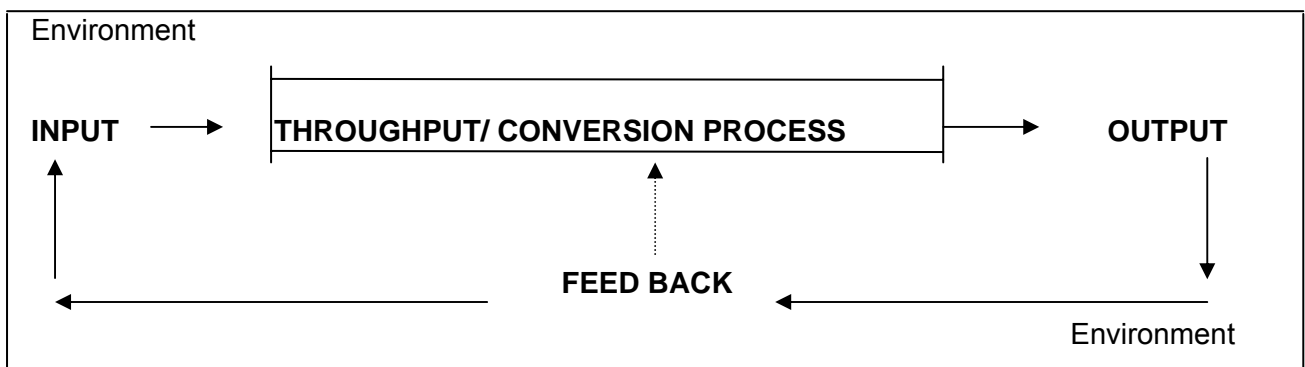 Environment
INPUT THROUGHPUT/ CONVERSION PROCESS OUTPUT
FEED BACK
Environment